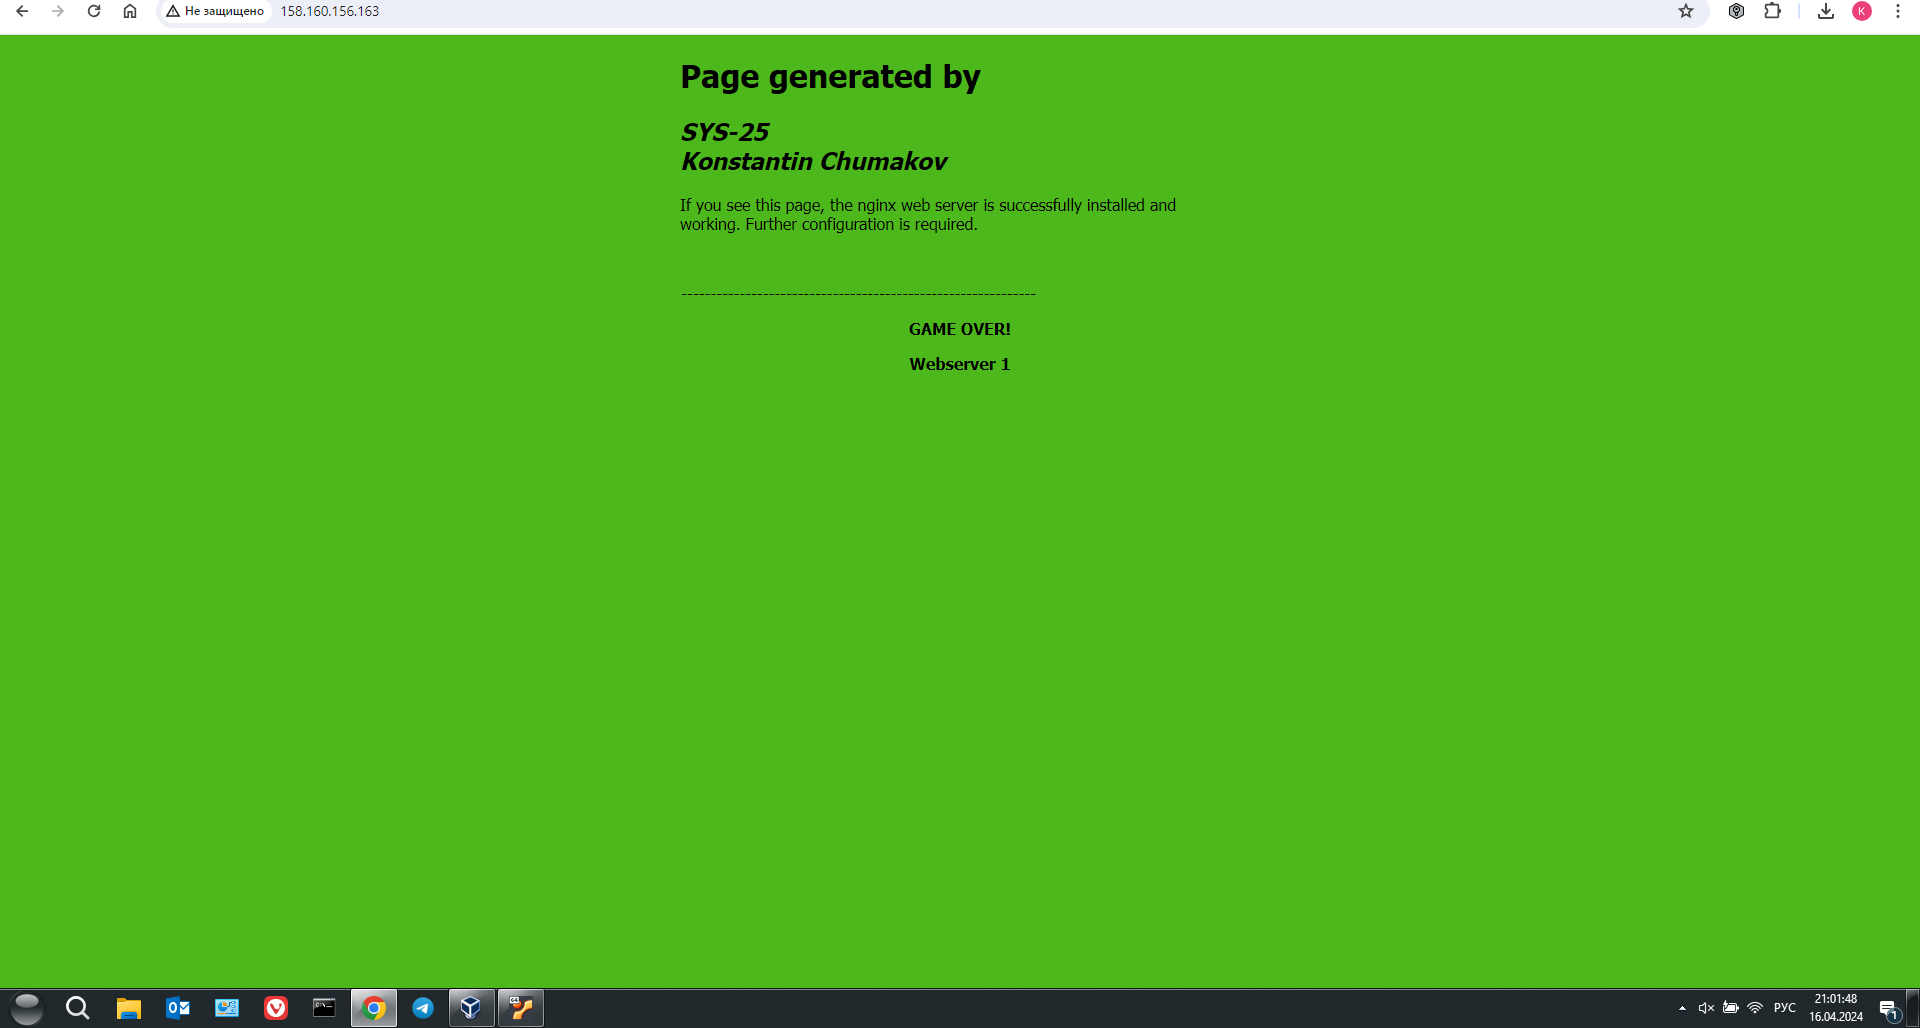 Не защищено
158.160.156.163
K
Page generated by
SYS-25
Konstantin Chumakov
If you see this page, the nginx web server is successfully installed and
working. Further configuration is required.
-------------------------------------------------------------
GAME OVER!
Webserver 1
64
РУС
21:01:48
16.04.2024
1